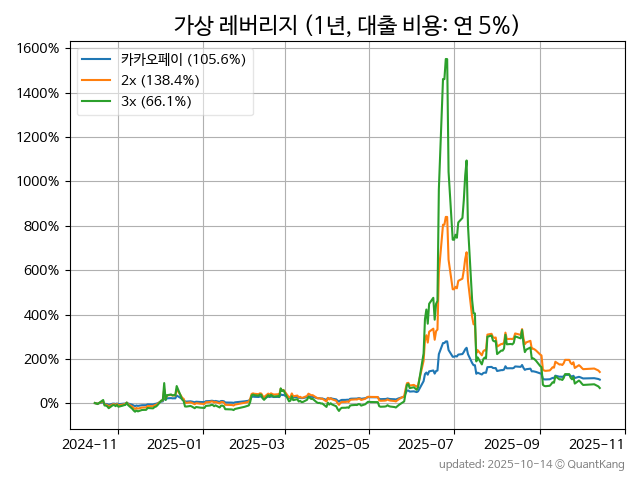 가상 레버리지 (1년, 대출 비용: 연 5%)
카카오페이 (105.6%)
2x (138.4%)
3x (66.1%)
1600%
1400%
1200%
1000%
800%
600%
400%
200%
0%
2024-11 2025-01 2025-03 2025-05 2025-07 2025-09 2025-11
updated: 2025-10-14 © QuantKang